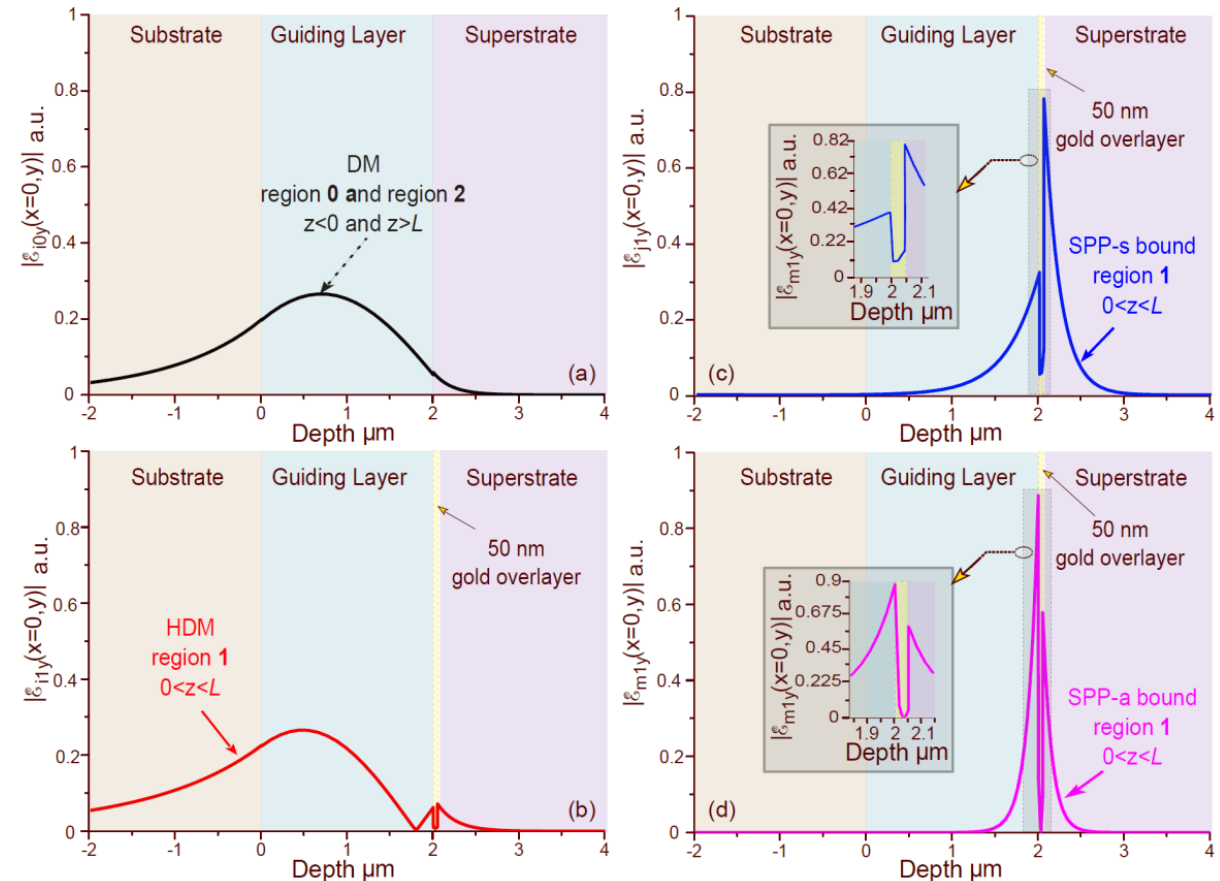 |ℰi0y(x=0,y)| a.u.
1
0.8
0.6
0.4
0.2
0
Substrate
Guiding Layer
Superstrate
DM
region 0 and region 2
z<0 and z>L
(a)
-2
-1
0
1
2
3
4
Depth µm
|ℰj1y(x=0,y)| a.u.
1
0.8
0.6
0.4
0.2
0
Substrate
Guiding Layer
Superstrate
50 nm
gold overlayer
|ℰm1y(x=0,y)| a.u.
0.82
0.62
0.42
0.22
0
1.9
2
2.1
Depth µm
SPP-s bound
region 1
0<z<L
(c)
-2
-1
0
1
2
3
4
Depth µm
|ℰi1y(x=0,y)| a.u.
1
0.8
0.6
0.4
0.2
0
Substrate
Guiding Layer
Superstrate
50 nm
gold overlayer
HDM
region 1
0<z<L
(b)
-2
-1
0
1
2
3
4
Depth µm
|ℰm1y(x=0,y)| a.u.
1
0.8
0.6
0.4
0.2
0
Substrate
Guiding Layer
Superstrate
50 nm
gold overlayer
|ℰm1y(x=0,y)| a.u.
0.9
0.675
0.45
0.225
0
1.9
2
2.1
Depth µm
SPP-a bound
region 1
0<z<L
(d)
-2
-1
0
1
2
3
4
Depth µm